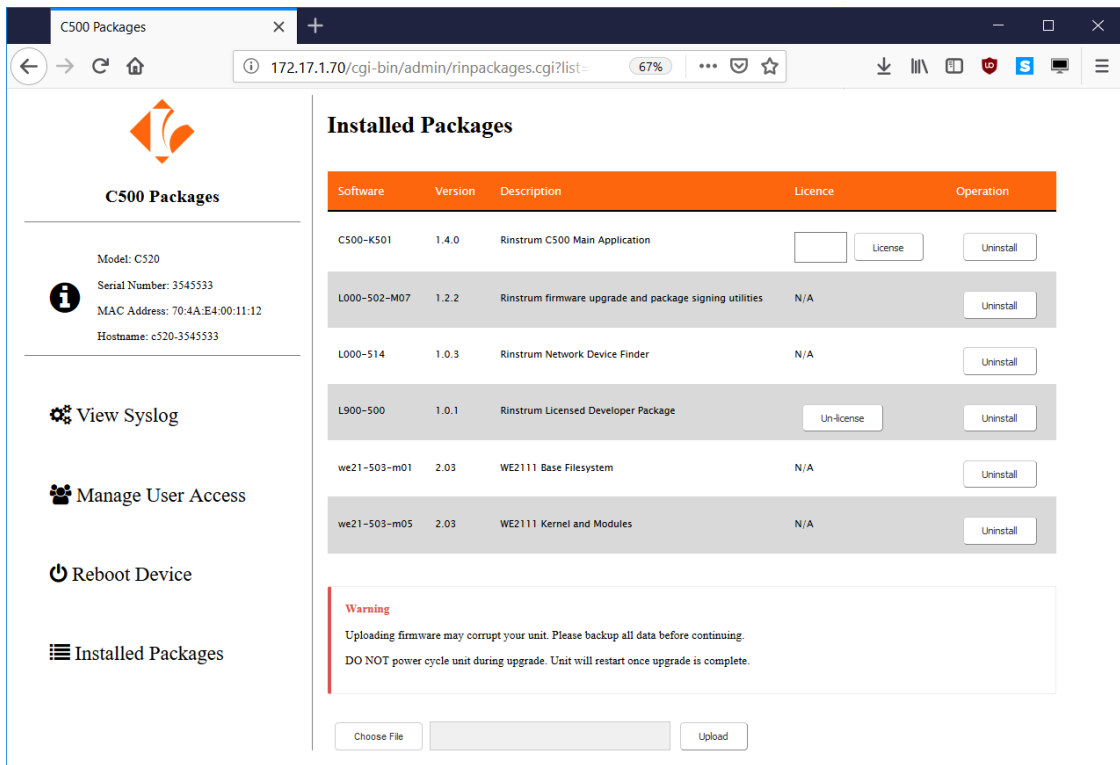 C500 Packages
172.17.1.70/cgi-bin/admin/rinpackages.cgi?list=
67%
C500 Packages
Model: C520
Serial Number: 3545533
MAC Address: 70:4A:E4:00:11:12
Hostname: c520-3545533
View Syslog
Manage User Access
Reboot Device
Installed Packages
Installed Packages
Software Version Description Licence Operation
C500-K501 1.4.0 Rinstrum C500 Main Application License Uninstall
L000-502-M07 1.2.2 Rinstrum firmware upgrade and package signing utilities N/A Uninstall
L000-514 1.0.3 Rinstrum Network Device Finder N/A Uninstall
L900-500 1.0.1 Rinstrum Licensed Developer Package Un-license Uninstall
we21-503-m01 2.03 WE2111 Base Filesystem N/A Uninstall
we21-503-m05 2.03 WE2111 Kernel and Modules N/A Uninstall
Warning
Uploading firmware may corrupt your unit. Please backup all data before continuing.
DO NOT power cycle unit during upgrade. Unit will restart once upgrade is complete.
Choose File Upload